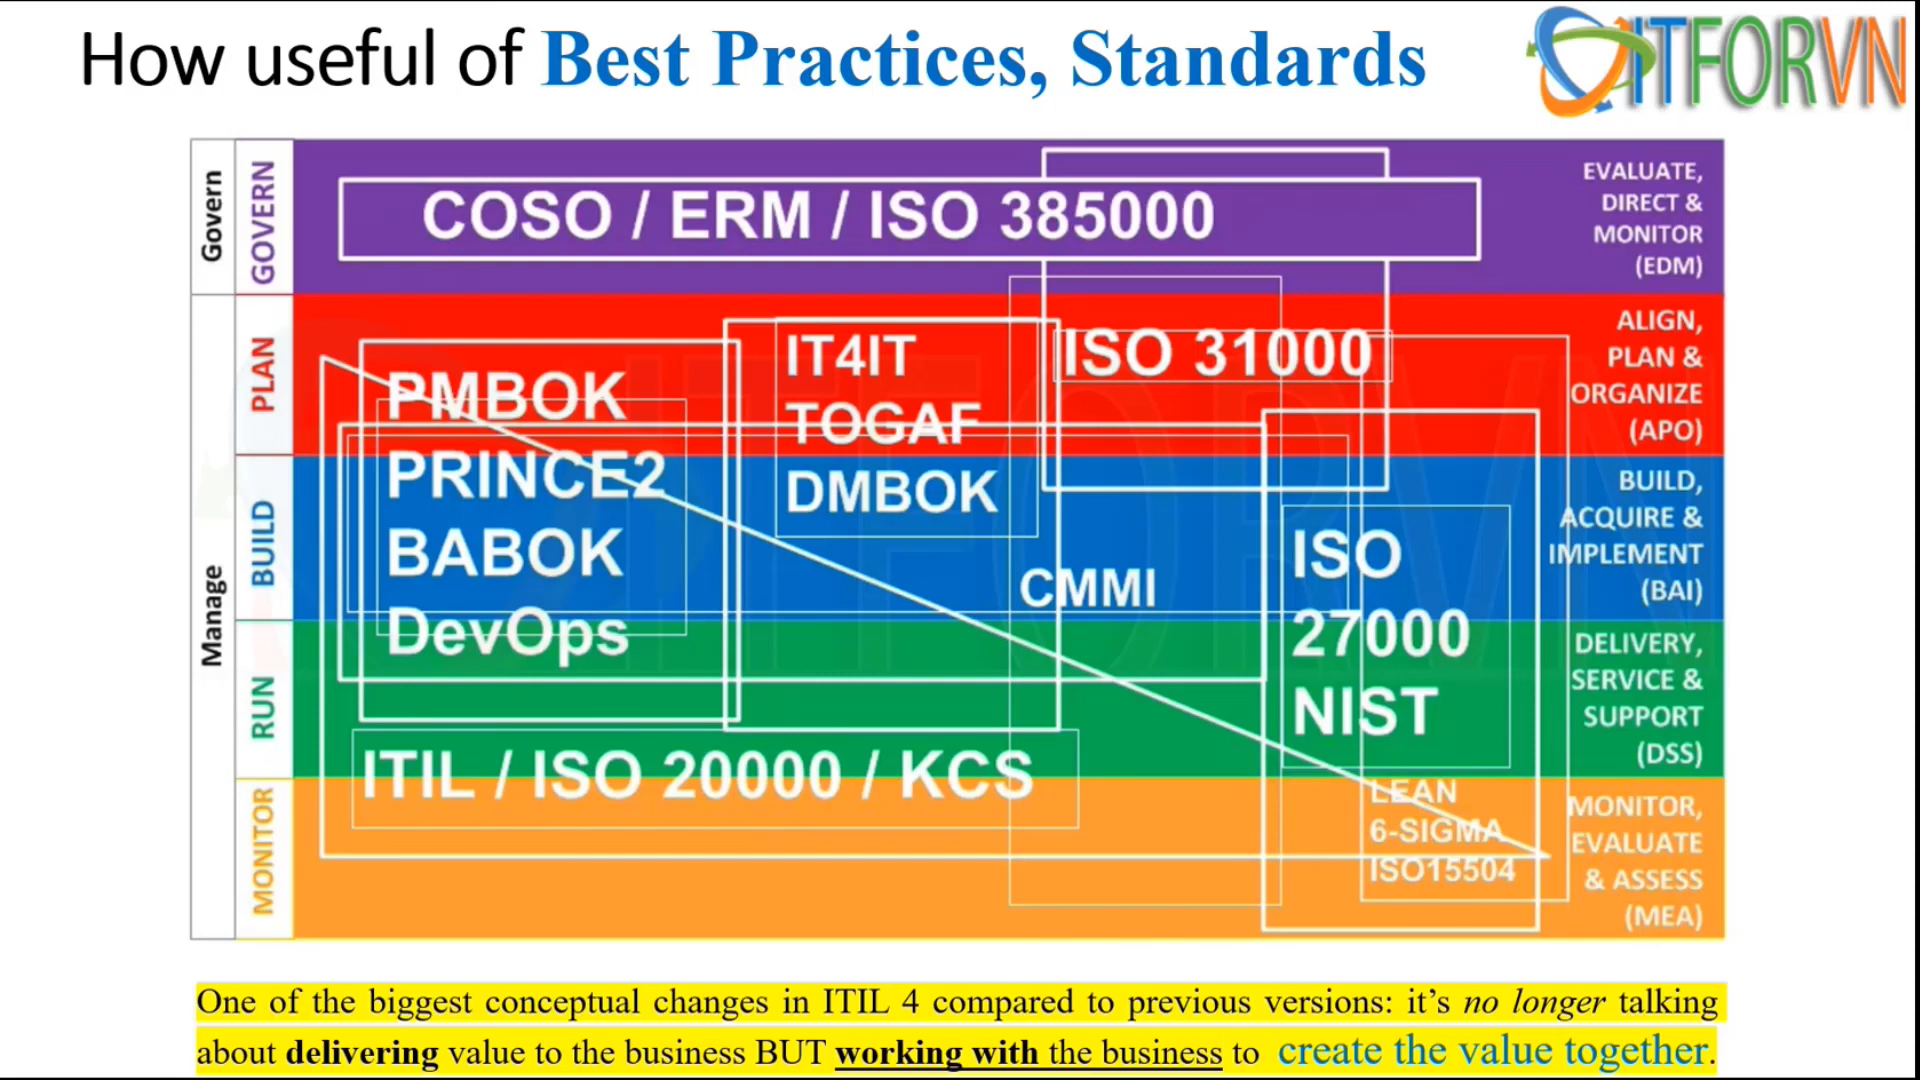 How useful of Best Practices, Standards
ITFORVN
Govern
GOVERN
COSO / ERM / ISO 385000
EVALUATE,
DIRECT &
MONITOR
(EDM)
Manage
PLAN
PMBOK
IT4IT
TOGAF
ISO 31000
ALIGN,
PLAN &
ORGANIZE
(APO)
BUILD
PRINCE2
BABOK
DevOps
DMBOK
CMMI
ISO
27000
NIST
BUILD,
ACQUIRE &
IMPLEMENT
(BAI)
RUN
ITIL / ISO 20000 / KCS
DELIVERY,
SERVICE &
SUPPORT
(DSS)
MONITOR
LEAN
6-SIGMA
ISO15504
MONITOR,
EVALUATE
& ASSESS
(MEA)
One of the biggest conceptual changes in ITIL 4 compared to previous versions: it’s no longer talking
about delivering value to the business BUT working with the business to create the value together.